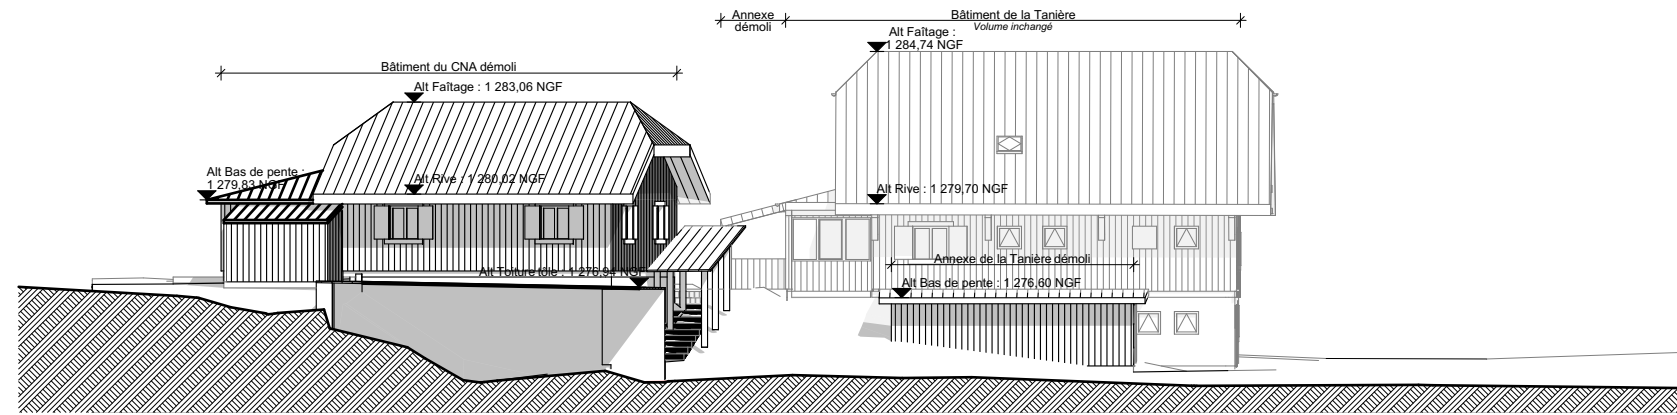 Annexe
démoli
Bâtiment de la Tanière
Volume inchangé
Alt Faîtage :
1 284,74 NGF
Bâtiment du CNA démoli
Alt Faîtage : 1 283,06 NGF
Alt Bas de pente :
1 279,83 NGF
Alt Rive : 1 280,02 NGF
Alt Rive : 1 279,70 NGF
Annexe de la Tanière démoli
Alt Toiture tôle : 1 276,94 NGF
Alt Bas de pente : 1 276,60 NGF